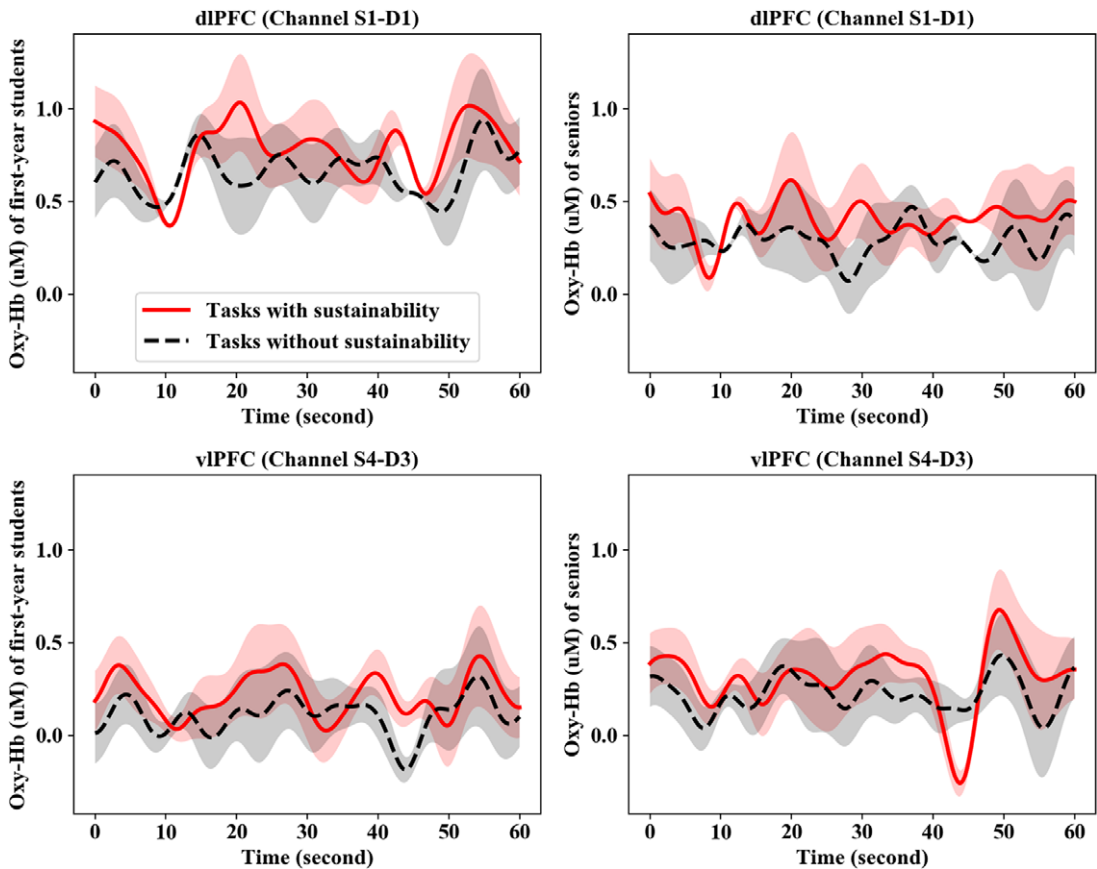 dlPFC (Channel S1-D1)
Oxy-Hb (uM) of first-year students
1.0
0.5
0.0
Tasks with sustainability
Tasks without sustainability
0 10 20 30 40 50 60
Time (second)
dlPFC (Channel S1-D1)
Oxy-Hb (uM) of seniors
1.0
0.5
0.0
0 10 20 30 40 50 60
Time (second)
vlPFC (Channel S4-D3)
Oxy-Hb (uM) of first-year students
1.0
0.5
0.0
0 10 20 30 40 50 60
Time (second)
vlPFC (Channel S4-D3)
Oxy-Hb (uM) of seniors
1.0
0.5
0.0
0 10 20 30 40 50 60
Time (second)